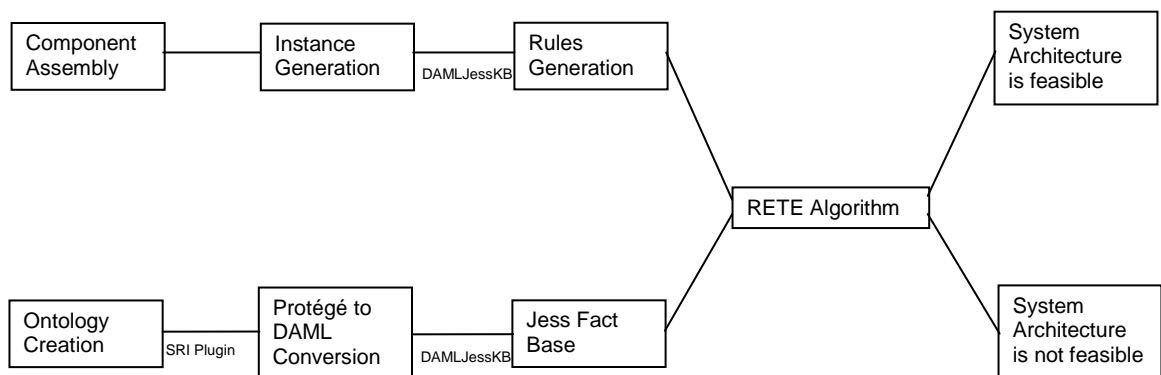 Component
Assembly
Instance
Generation
DAMLJessKB
Rules
Generation
System
Architecture
is feasible
RETE Algorithm
Ontology
Creation
SRI Plugin
Protégé to
DAML
Conversion
DAMLJessKB
Jess Fact
Base
System
Architecture
is not feasible